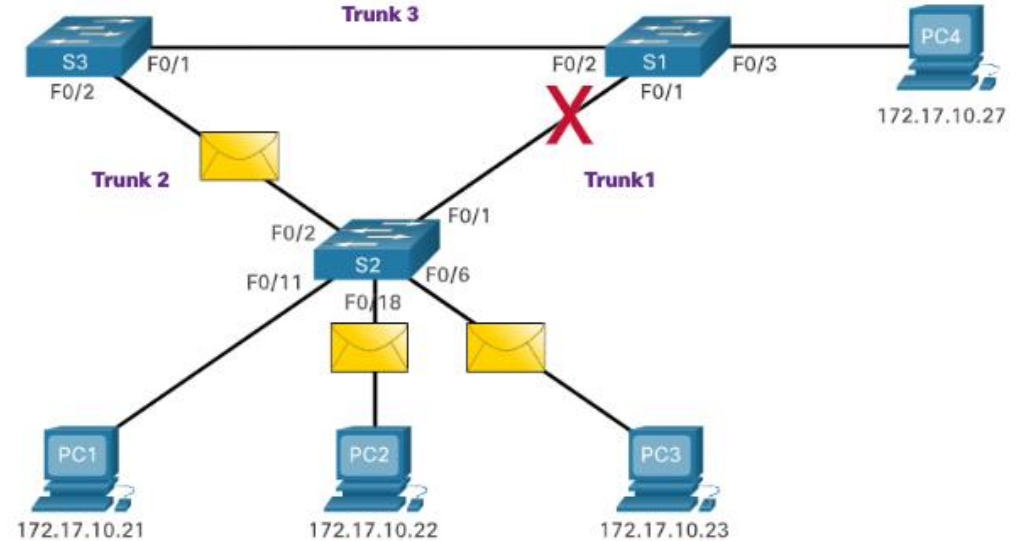 Trunk 3
S3
F0/1
F0/2
F0/2
S1
F0/3
F0/1
PC4
172.17.10.27
Trunk 2
Trunk1
F0/2
F0/1
S2
F0/11
F0/18
F0/6
PC1
172.17.10.21
PC2
172.17.10.22
PC3
172.17.10.23